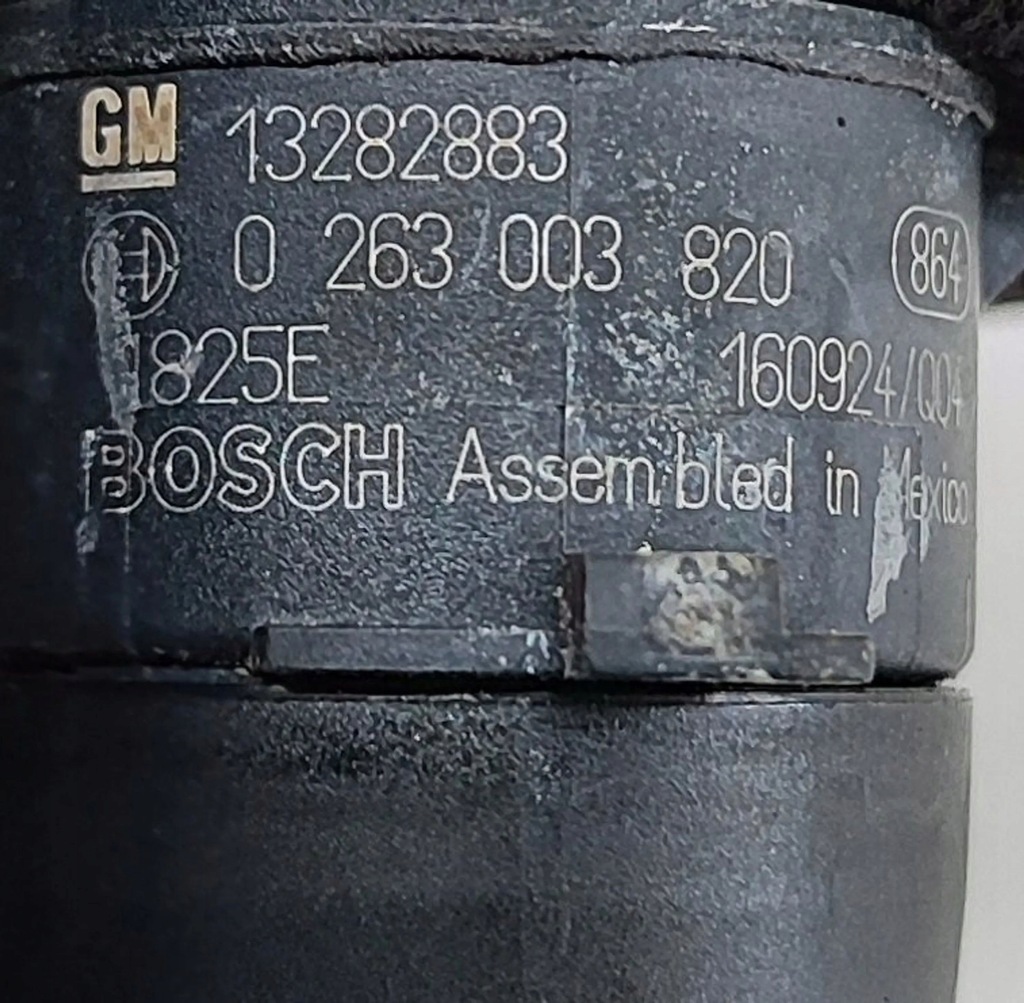 GM 13282883
0 263 003 820 864
1825E 160924/Q04
BOSCH Assembled in Mexico